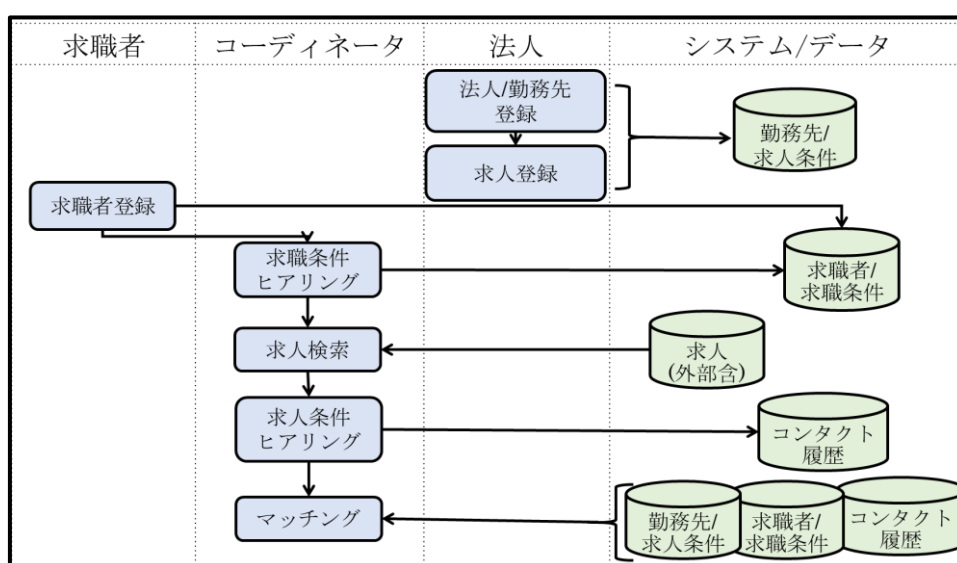 求職者
コーディネータ
法人
システム/データ
法人/勤務先
登録
勤務先/
求人条件
求人登録
求職者登録
求職条件
ヒアリング
求職者/
求職条件
求人検索
求人
(外部含)
求人条件
ヒアリング
コンタクト
履歴
マッチング
勤務先/
求人条件
求職者/
求職条件
コンタクト
履歴